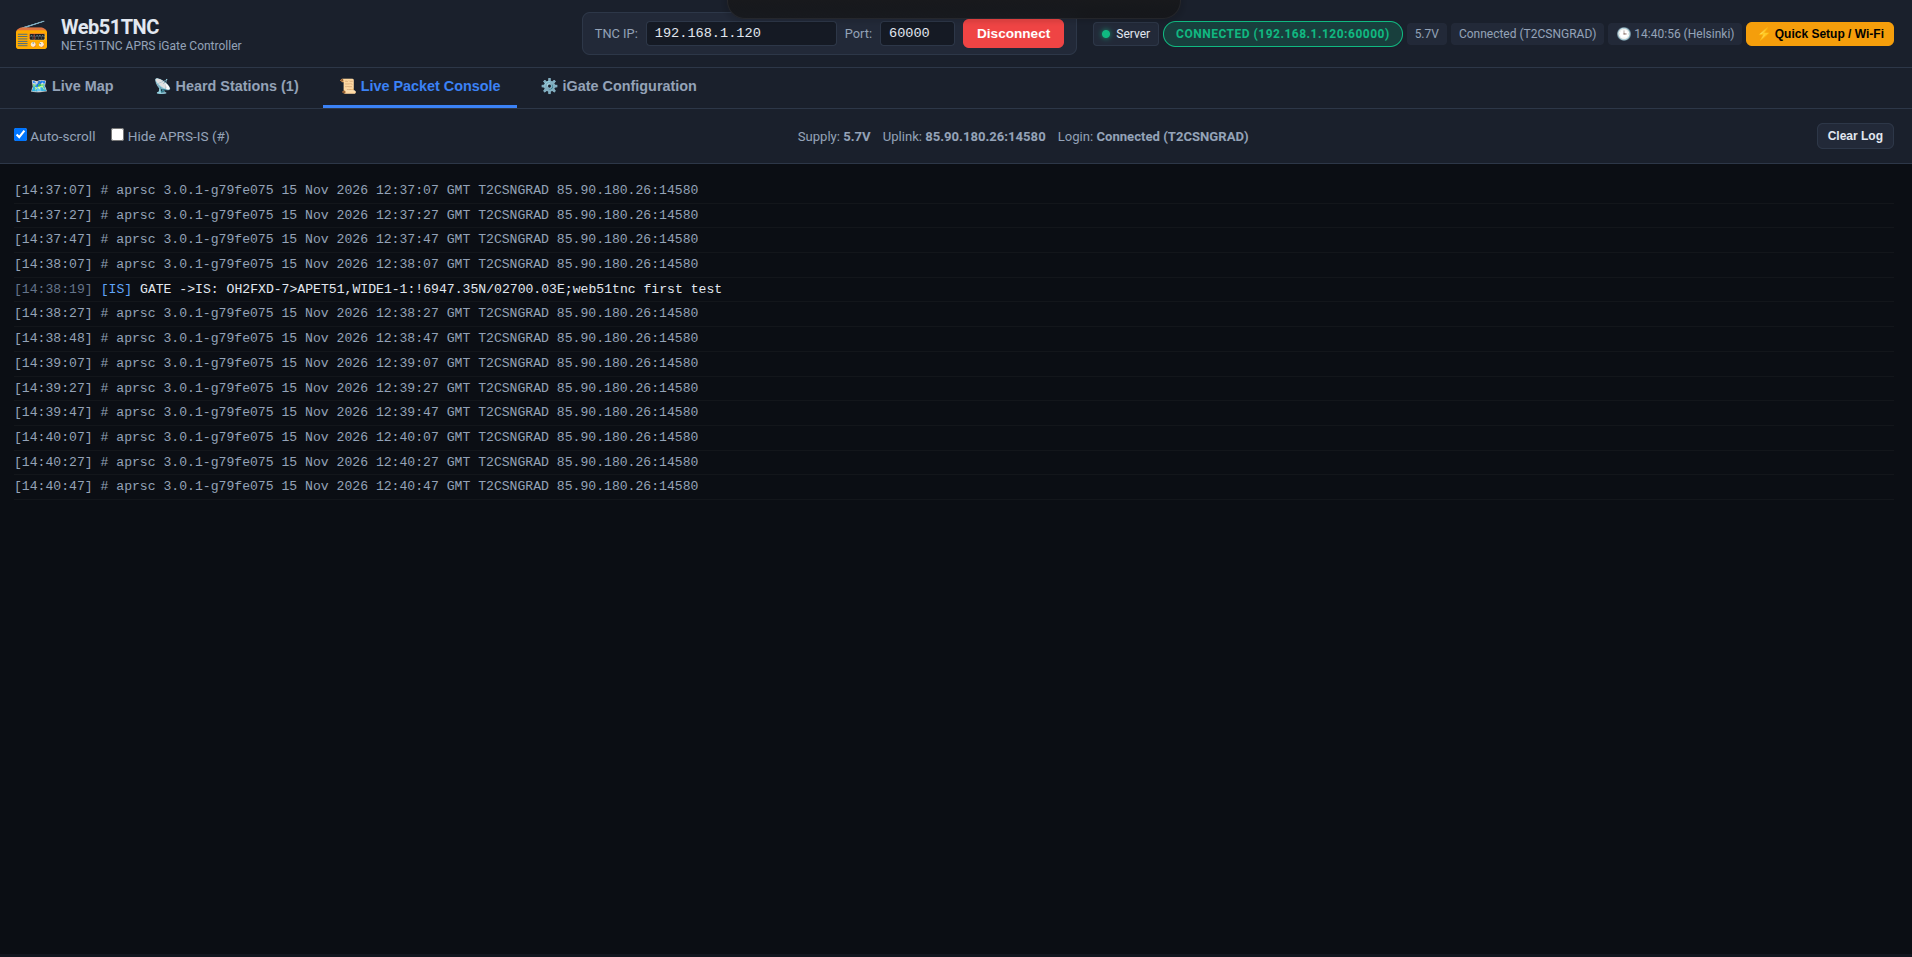 Web51TNC
NET-51TNC APRS iGate Controller
TNC IP: 192.168.1.120 Port: 60000 Disconnect
Server CONNECTED (192.168.1.120:60000) 5.7V Connected (T2CSNGRAD) 14:40:56 (Helsinki) Quick Setup / Wi-Fi
Live Map Heard Stations (1) Live Packet Console iGate Configuration
Auto-scroll Hide APRS-IS (#) Supply: 5.7V Uplink: 85.90.180.26:14580 Login: Connected (T2CSNGRAD) Clear Log
[14:37:07] # aprsc 3.0.1-g79fe075 15 Nov 2026 12:37:07 GMT T2CSNGRAD 85.90.180.26:14580
[14:37:27] # aprsc 3.0.1-g79fe075 15 Nov 2026 12:37:27 GMT T2CSNGRAD 85.90.180.26:14580
[14:37:47] # aprsc 3.0.1-g79fe075 15 Nov 2026 12:37:47 GMT T2CSNGRAD 85.90.180.26:14580
[14:38:07] # aprsc 3.0.1-g79fe075 15 Nov 2026 12:38:07 GMT T2CSNGRAD 85.90.180.26:14580
[14:38:19] [IS] GATE ->IS: OH2FXD-7>APET51,WIDE1-1:!6947.35N/02700.03E;web51tnc first test
[14:38:27] # aprsc 3.0.1-g79fe075 15 Nov 2026 12:38:27 GMT T2CSNGRAD 85.90.180.26:14580
[14:38:48] # aprsc 3.0.1-g79fe075 15 Nov 2026 12:38:47 GMT T2CSNGRAD 85.90.180.26:14580
[14:39:07] # aprsc 3.0.1-g79fe075 15 Nov 2026 12:39:07 GMT T2CSNGRAD 85.90.180.26:14580
[14:39:27] # aprsc 3.0.1-g79fe075 15 Nov 2026 12:39:27 GMT T2CSNGRAD 85.90.180.26:14580
[14:39:47] # aprsc 3.0.1-g79fe075 15 Nov 2026 12:39:47 GMT T2CSNGRAD 85.90.180.26:14580
[14:40:07] # aprsc 3.0.1-g79fe075 15 Nov 2026 12:40:07 GMT T2CSNGRAD 85.90.180.26:14580
[14:40:27] # aprsc 3.0.1-g79fe075 15 Nov 2026 12:40:27 GMT T2CSNGRAD 85.90.180.26:14580
[14:40:47] # aprsc 3.0.1-g79fe075 15 Nov 2026 12:40:47 GMT T2CSNGRAD 85.90.180.26:14580